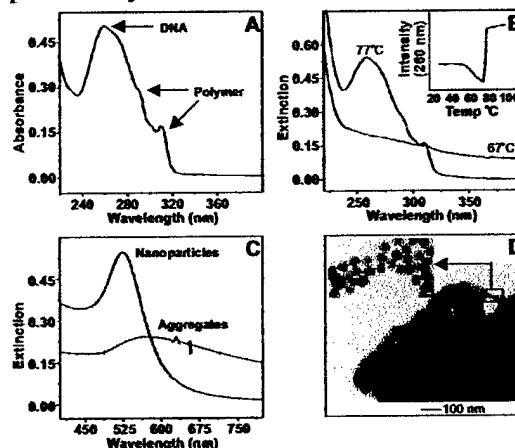 A
DNA
Polymer
Absorbance
0.45
0.30
0.15
0.00
240 280 320 360
Wavelength (nm)
B
77°C
67°C
Intensity
(260 nm)
20 40 60 80 100
Temp °C
Extinction
0.60
0.45
0.30
0.15
0.00
250 300 350
Wavelength (nm)
C
Nanoparticles
Aggregates
Extinction
0.45
0.30
0.15
0.00
450 525 600 675 750
Wavelength (nm)
D
100 nm